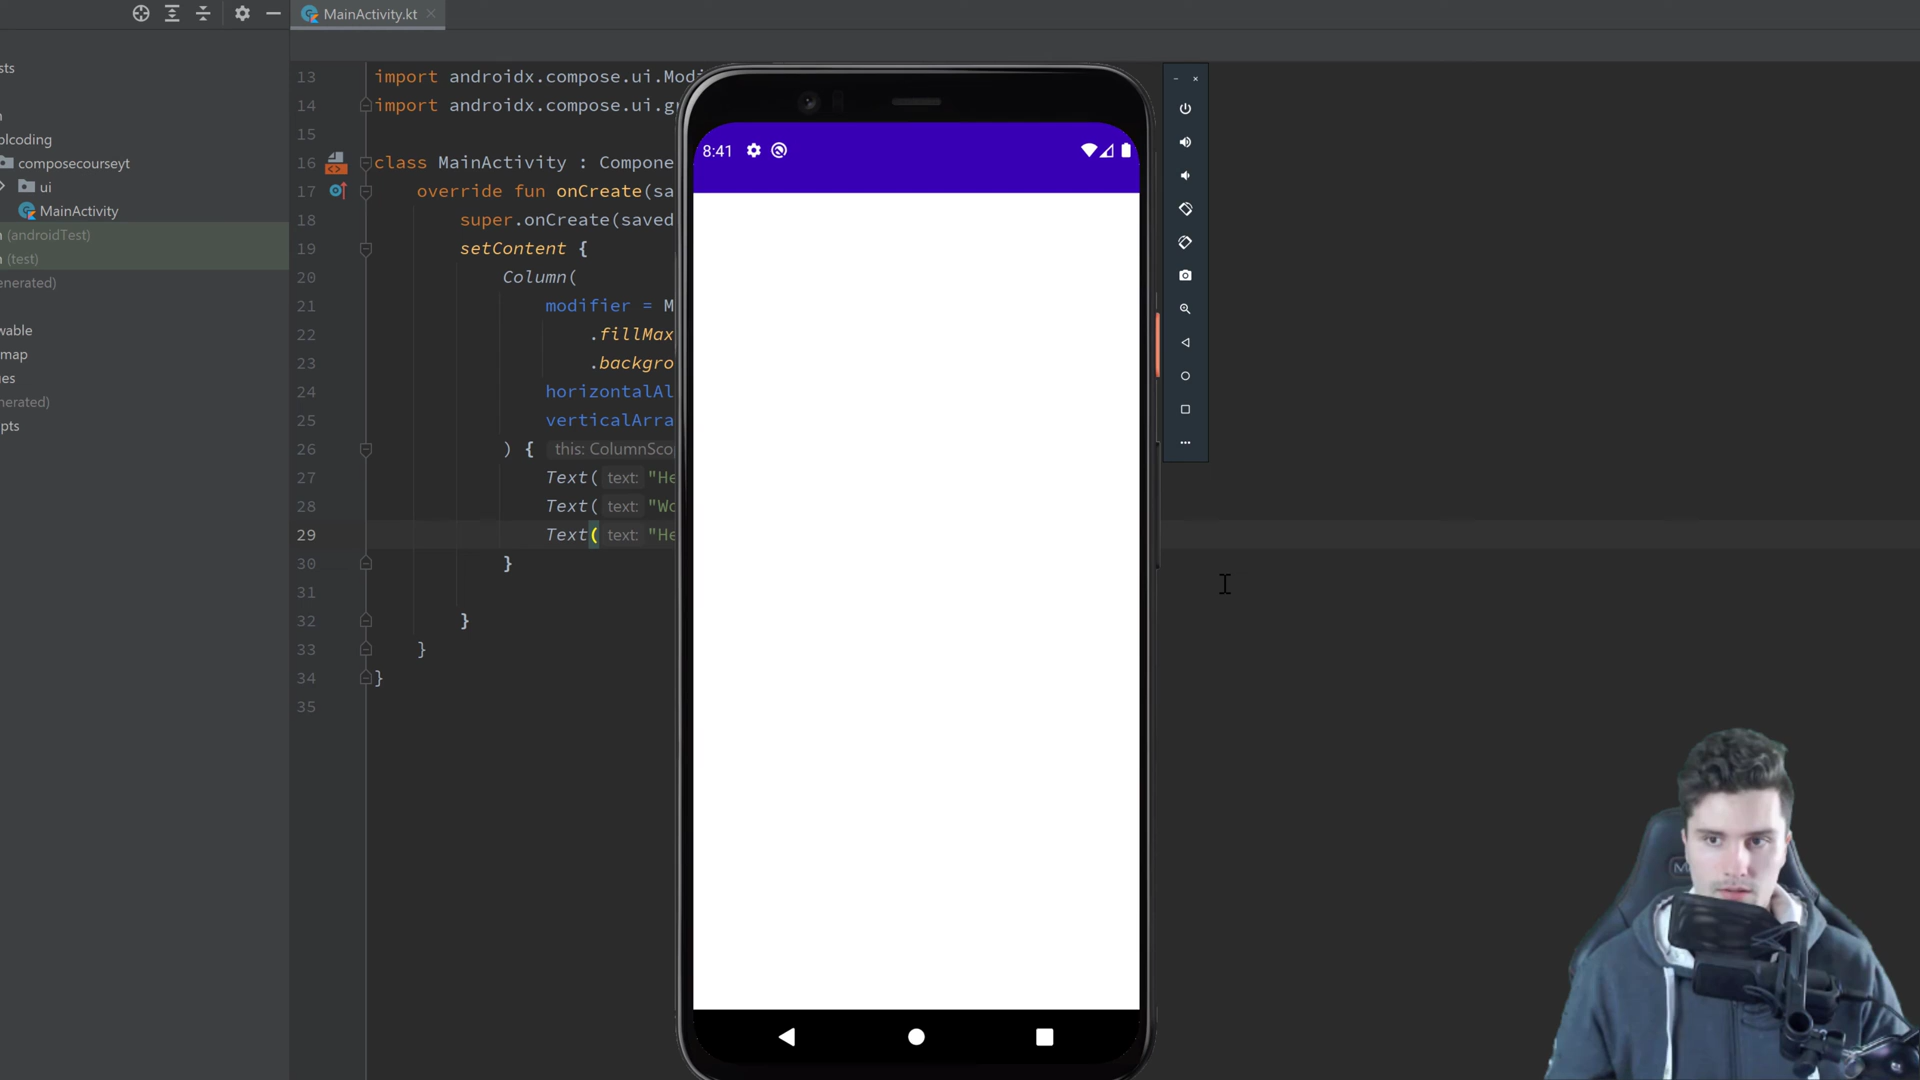 MainActivity.kt
sts
plcoding
composecourseyt
ui
MainActivity
(androidTest)
(test)
enerated)
wable
map
ues
nerated)
pts
13 import androidx.compose.ui.Modi
14 import androidx.compose.ui.g
15
16 class MainActivity : Compone
17 override fun onCreate(sa
18 super.onCreate(saved
19 setContent {
20 Column(
21 modifier = M
22 .fillMax
23 .backgro
24 horizontalAl
25 verticalArra
26 ) { this: ColumnSco
27 Text( text: "He
28 Text( text: "Wo
29 Text( text: "He
30 }
31
32 }
33 }
34 }
35
8:41